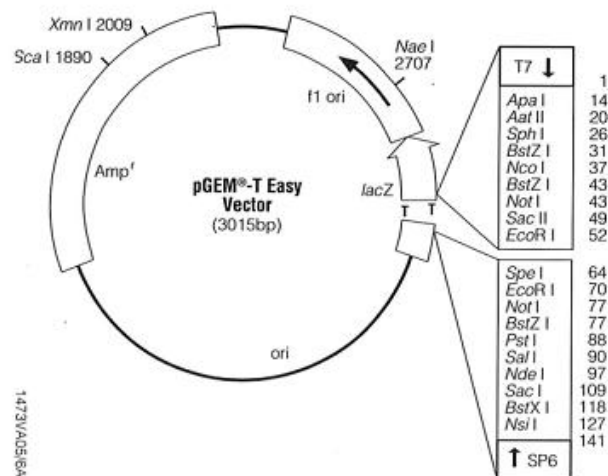 Xmn I 2009
Sca I 1890
Nae I
2707
f1 ori
Ampʳ
pGEM®-T Easy
Vector
(3015bp)
lacZ
T T
ori
1473VA05/6A
T7 ↓
1
Apa I 14
Aat II 20
Sph I 26
BstZ I 31
Nco I 37
BstZ I 43
Not I 43
Sac II 49
EcoR I 52
Spe I 64
EcoR I 70
Not I 77
BstZ I 77
Pst I 88
Sal I 90
Nde I 97
Sac I 109
BstX I 118
Nsi I 127
141
↑ SP6